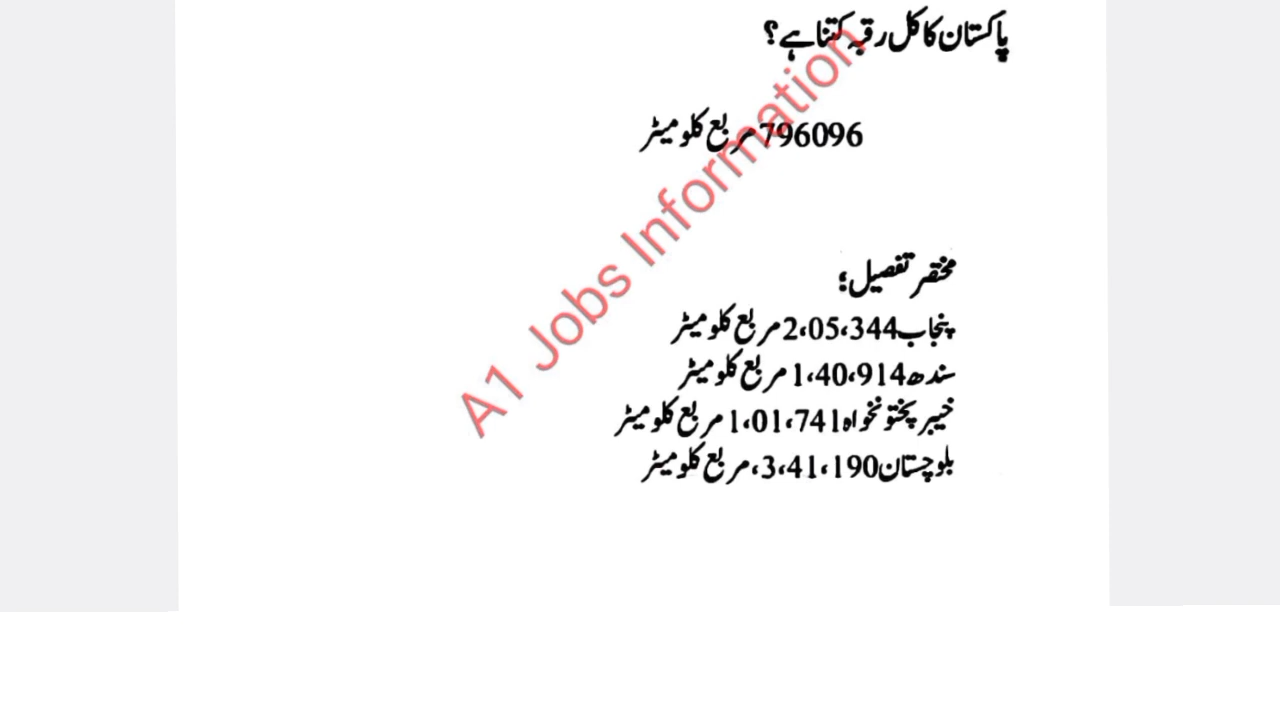 پاکستان کا کل رقبہ کتنا ہے؟
796096 مربع کلومیٹر
مختصر تفصیل؛
پنجاب 2،05،344 مربع کلومیٹر
سندھ 1،40،914 مربع کلومیٹر
خیبر پختونخواہ 1،01،741 مربع کلومیٹر
بلوچستان 3،41،190، مربع کلومیٹر
A1 Jobs Information